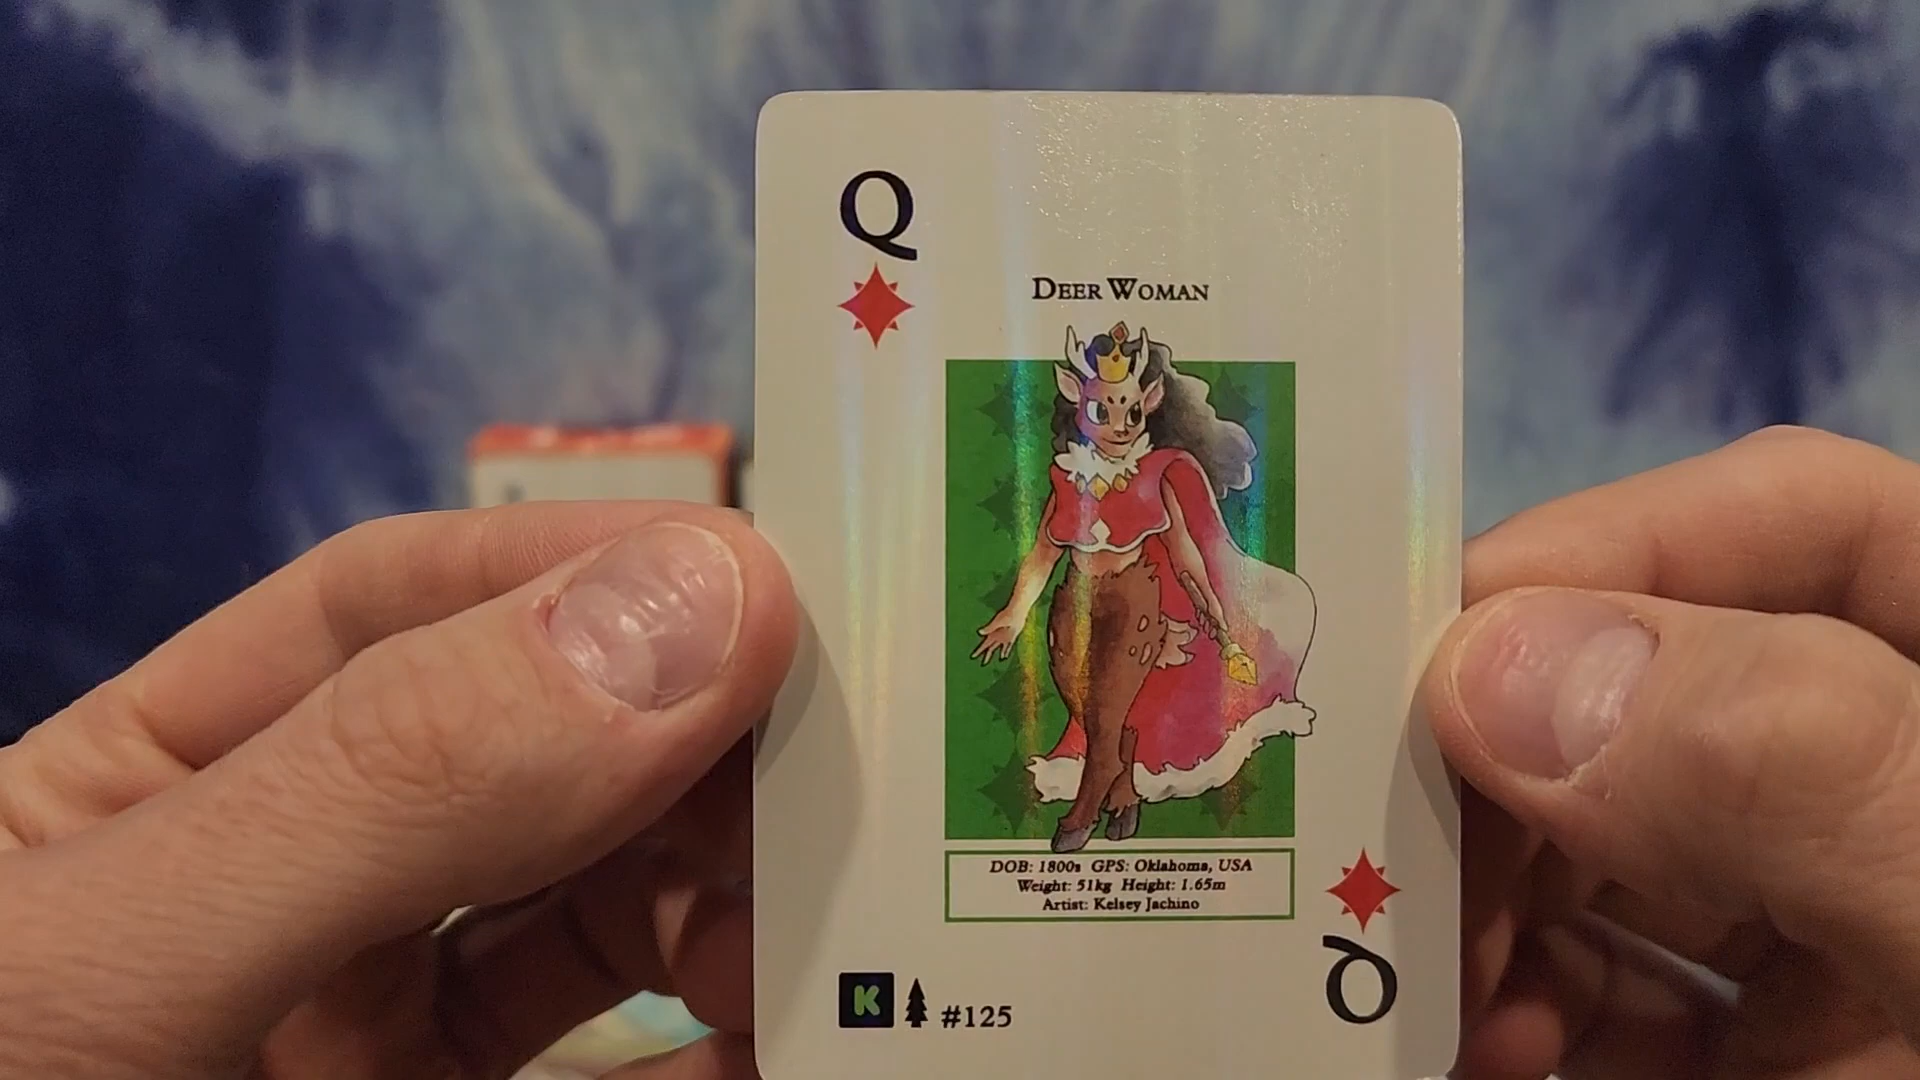 Q
DEER WOMAN
DOB: 1800s GPS: Oklahoma, USA
Weight: 51kg Height: 1.65m
Artist: Kelsey Jachino
K #125
Q